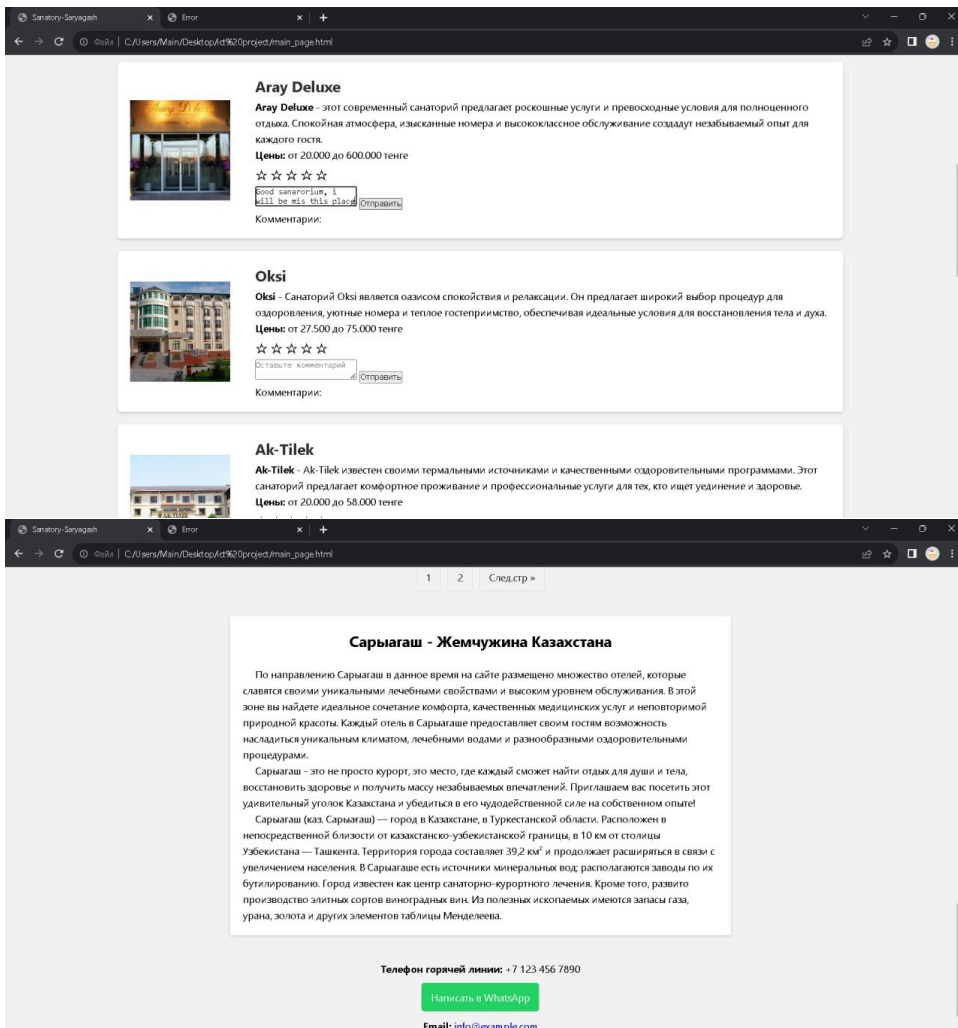 Sanatory-Saryagash
Error
Файл
C:/Users/Main/Desktop/ict%20project/main_page.html
Aray Deluxe
Aray Deluxe
Aray Deluxe - этот современный санаторий предлагает роскошные услуги и превосходные условия для полноценного
отдыха. Спокойная атмосфера, изысканные номера и высококлассное обслуживание создадут незабываемый опыт для
каждого гостя.
Цены: от 20.000 до 600.000 тенге
☆ ☆ ☆ ☆ ☆
Good sanarorium, i
will be mis this place
Отправить
Комментарии:
Oksi
Oksi - Санаторий Oksi является оазисом спокойствия и релаксации. Он предлагает широкий выбор процедур для
оздоровления, уютные номера и теплое гостеприимство, обеспечивая идеальные условия для восстановления тела и духа.
Цены: от 27.500 до 75.000 тенге
☆ ☆ ☆ ☆ ☆
Оставьте комментарий
Отправить
Комментарии:
Ak-Tilek
Ak-Tilek - Ak-Tilek известен своими термальными источниками и качественными оздоровительными программами. Этот
санаторий предлагает комфортное проживание и профессиональные услуги для тех, кто ищет уединение и здоровье.
Цены: от 20.000 до 58.000 тенге
Sanatory-Saryagash
Error
Файл
C:/Users/Main/Desktop/ict%20project/main_page.html
1 2 След.стр »
Сарыагаш - Жемчужина Казахстана
По направлению Сарыагаш в данное время на сайте размещено множество отелей, которые
славятся своими уникальными лечебными свойствами и высоким уровнем обслуживания. В этой
зоне вы найдете идеальное сочетание комфорта, качественных медицинских услуг и неповторимой
природной красоты. Каждый отель в Сарыагаше предоставляет своим гостям возможность
насладиться уникальным климатом, лечебными водами и разнообразными оздоровительными
процедурами.
Сарыагаш - это не просто курорт, это место, где каждый сможет найти отдых для души и тела,
восстановить здоровье и получить массу незабываемых впечатлений. Приглашаем вас посетить этот
удивительный уголок Казахстана и убедиться в его чудодейственной силе на собственном опыте!
Сарыагаш (каз. Сарыағаш) — город в Казахстане, в Туркестанской области. Расположен в
непосредственной близости от казахстанско-узбекистанской границы, в 10 км от столицы
Узбекистана — Ташкента. Территория города составляет 39,2 км² и продолжает расширяться в связи с
увеличением населения. В Сарыагаше есть источники минеральных вод; располагаются заводы по их
бутилированию. Город известен как центр санаторно-курортного лечения. Кроме того, развито
производство элитных сортов виноградных вин. Из полезных ископаемых имеются запасы газа,
урана, золота и других элементов таблицы Менделеева.
Телефон горячей линии: +7 123 456 7890
Написать в WhatsApp
Email: info@example.com